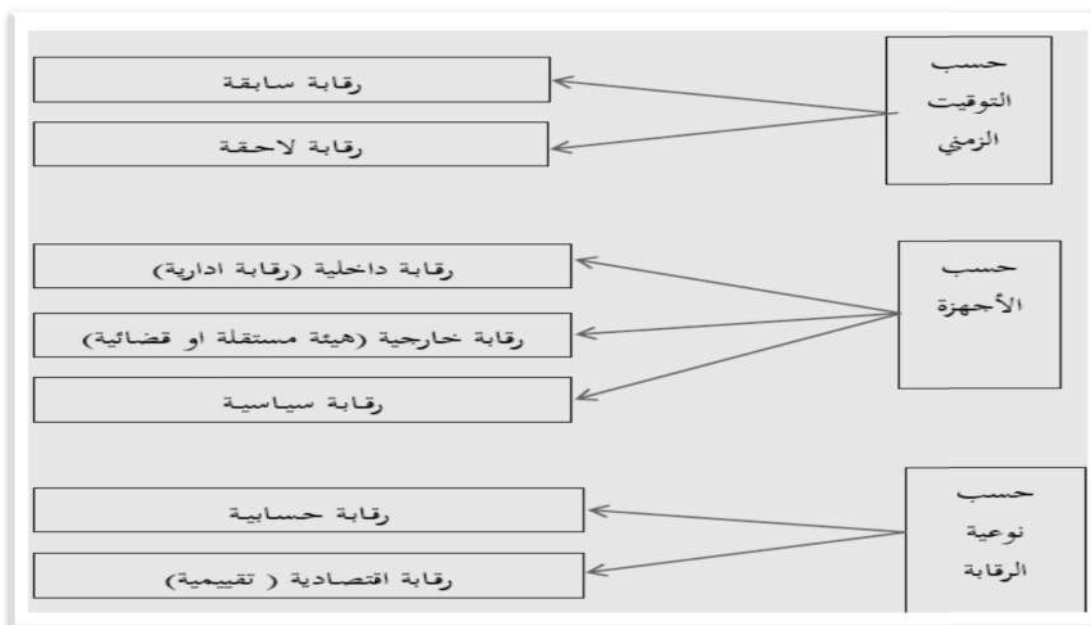 حسب
التوقيت
الزمني
رقابة سابقة
رقابة لاحقة
حسب
الأجهزة
رقابة داخلية (رقابة ادارية)
رقابة خارجية (هيئة مستقلة او قضائية)
رقابة سياسية
حسب
نوعية
الرقابة
رقابة حسابية
رقابة اقتصادية ( تقييمية)